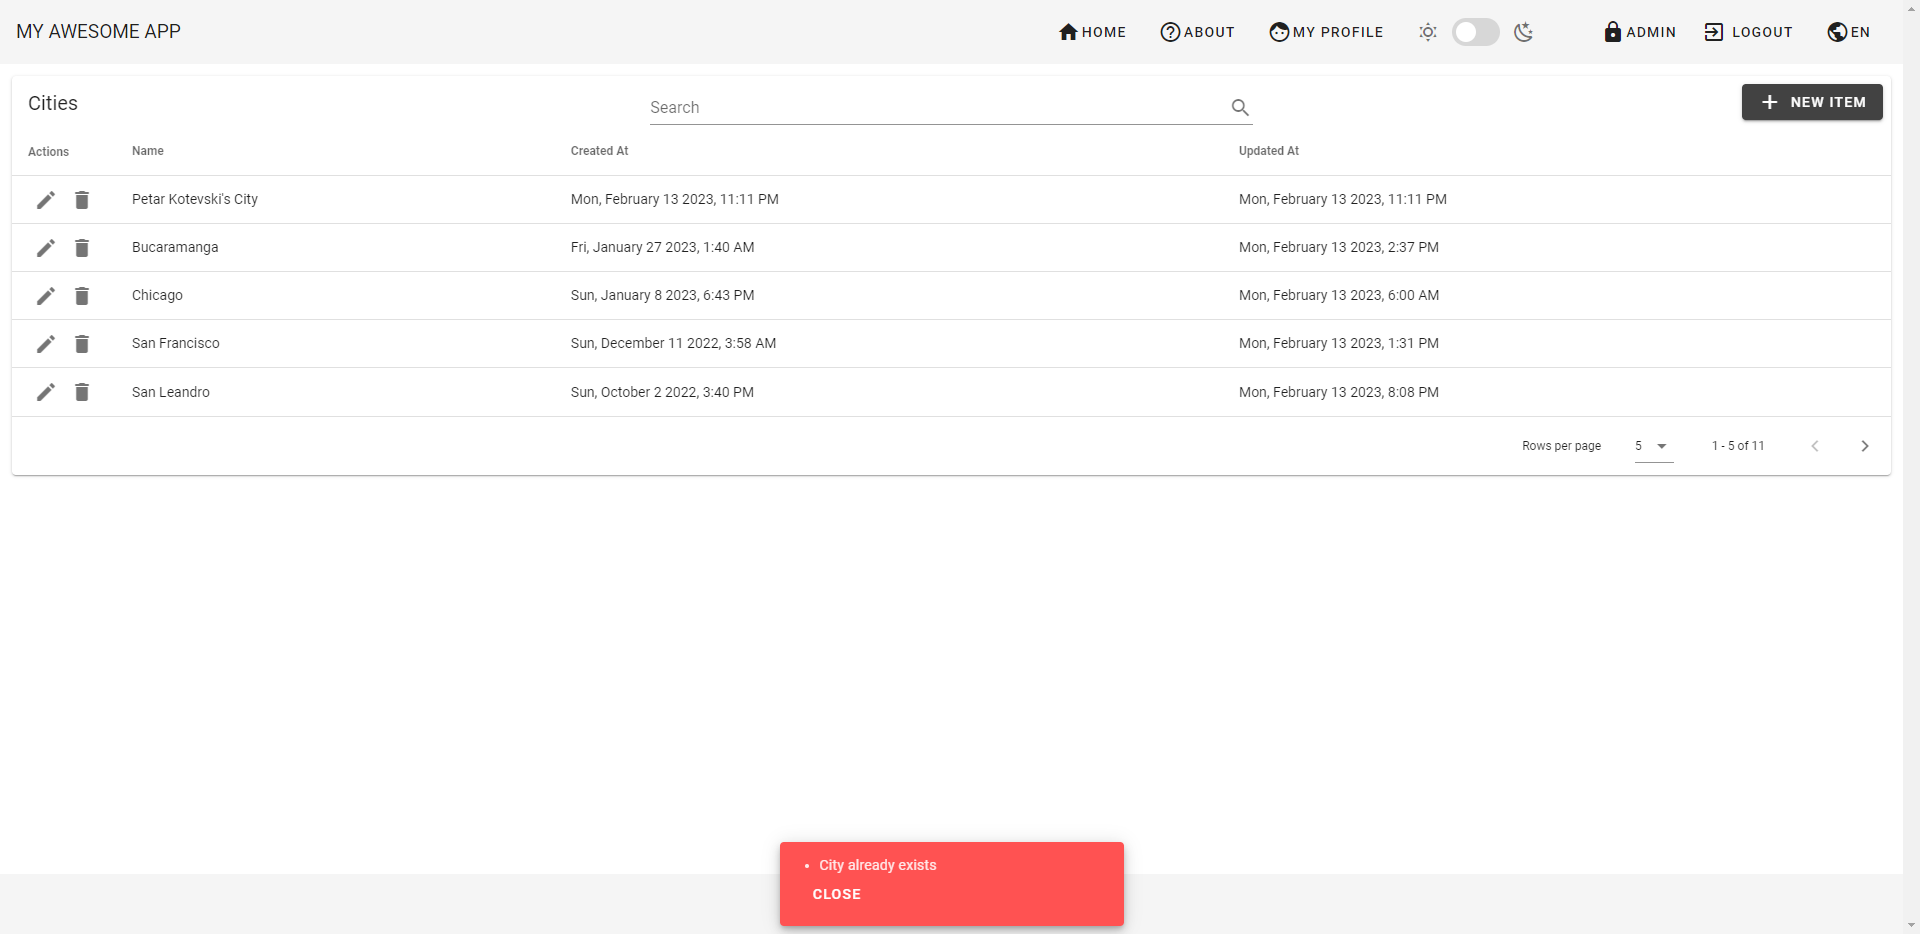 MY AWESOME APP
HOME
ABOUT
MY PROFILE
ADMIN
LOGOUT
EN
Cities
Search
NEW ITEM
Actions Name Created At Updated At
Petar Kotevski's City Mon, February 13 2023, 11:11 PM Mon, February 13 2023, 11:11 PM
Bucaramanga Fri, January 27 2023, 1:40 AM Mon, February 13 2023, 2:37 PM
Chicago Sun, January 8 2023, 6:43 PM Mon, February 13 2023, 6:00 AM
San Francisco Sun, December 11 2022, 3:58 AM Mon, February 13 2023, 1:31 PM
San Leandro Sun, October 2 2022, 3:40 PM Mon, February 13 2023, 8:08 PM
Rows per page 5 1 - 5 of 11
• City already exists
CLOSE